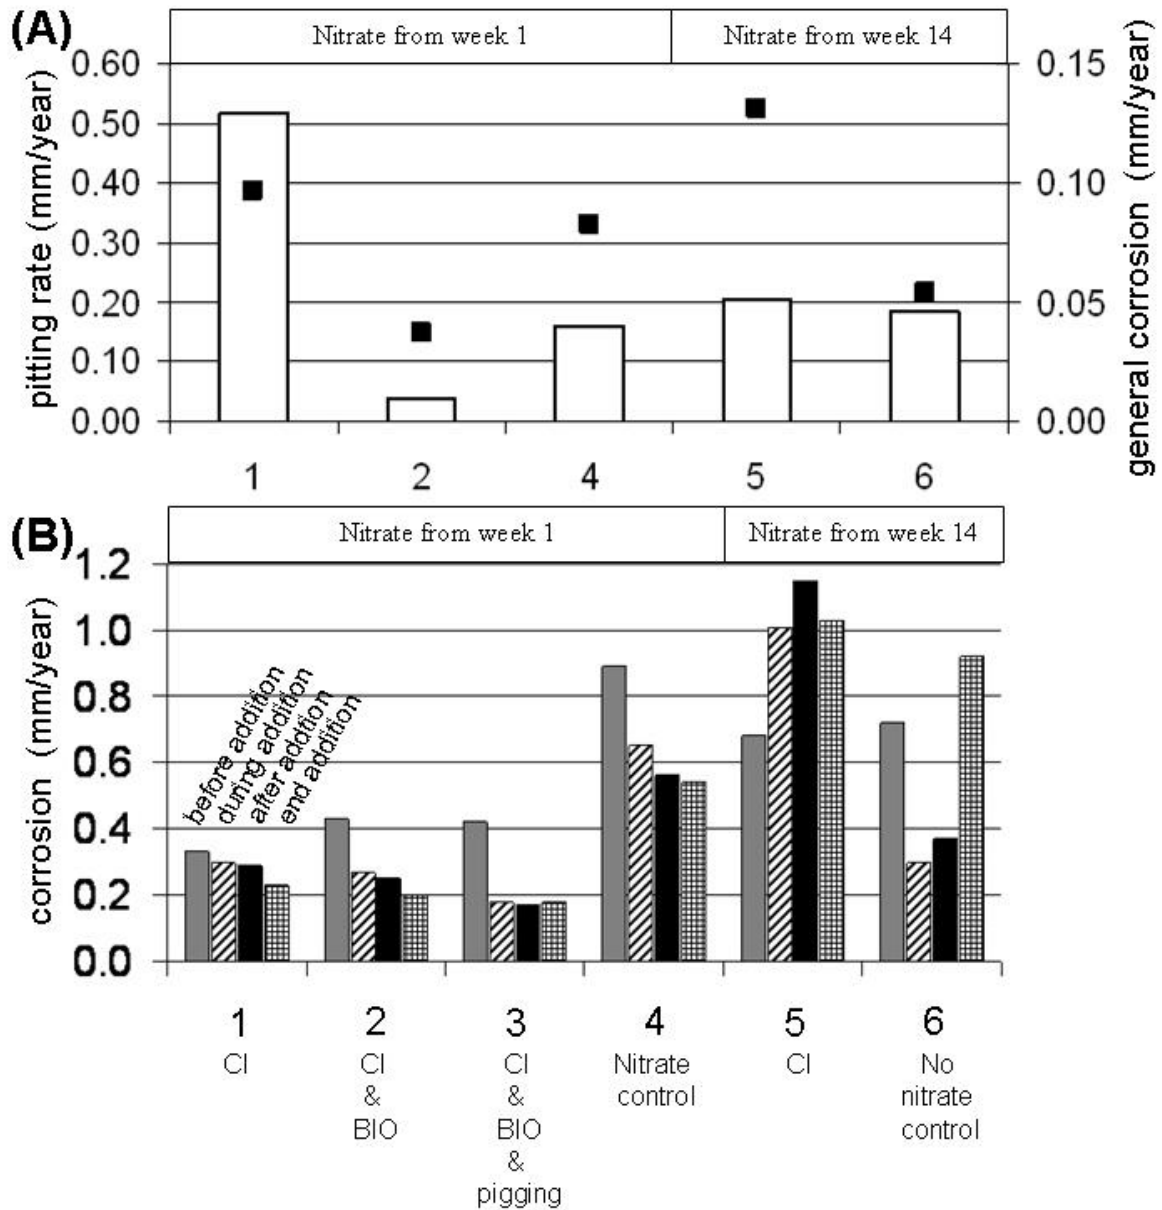 (A)
Nitrate from week 1
Nitrate from week 14
pitting rate (mm/year)
0.60
0.50
0.40
0.30
0.20
0.10
0.00
0.15
0.10
0.05
0.00
general corrosion (mm/year)
1 2 4 5 6
(B)
Nitrate from week 1
Nitrate from week 14
corrosion (mm/year)
1.2
1.0
0.8
0.6
0.4
0.2
0.0
before addition
during addition
after addtion
end addition
1 2 3 4 5 6
CI
CI
&
BIO
CI
&
BIO
&
pigging
Nitrate
control
CI
No
nitrate
control